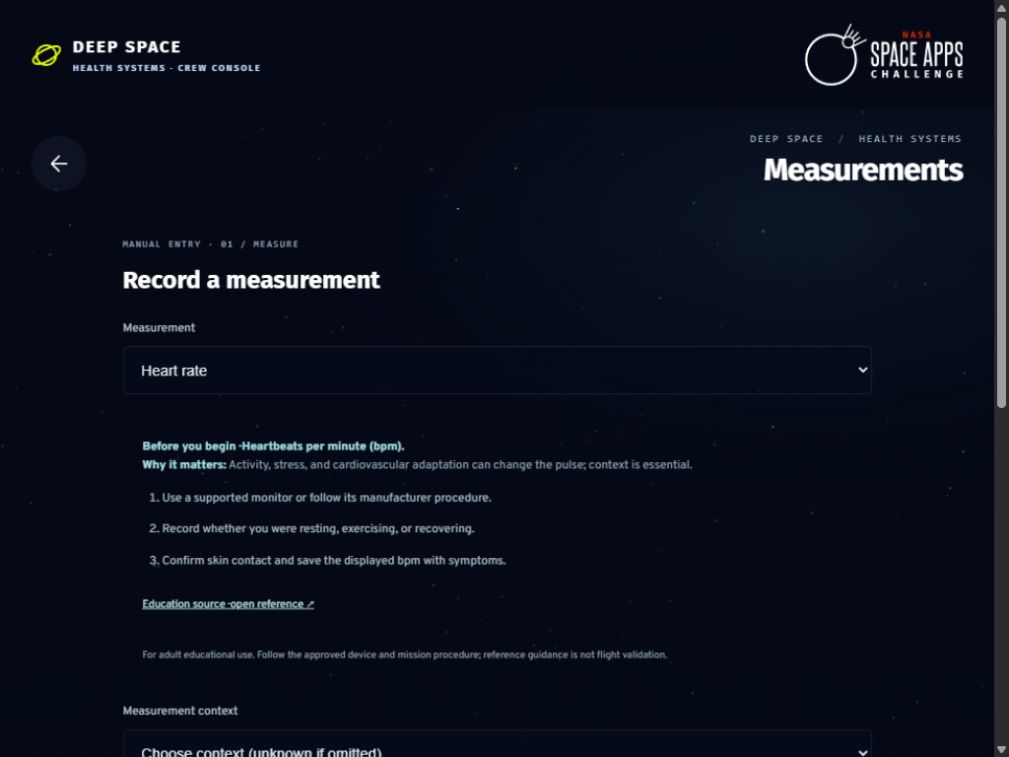 DEEP SPACE
HEALTH SYSTEMS - CREW CONSOLE
NASA
SPACE APPS
CHALLENGE
DEEP SPACE / HEALTH SYSTEMS
Measurements
MANUAL ENTRY · 01 / MEASURE
Record a measurement
Measurement
Heart rate
Before you begin -Heartbeats per minute (bpm).
Why it matters: Activity, stress, and cardiovascular adaptation can change the pulse; context is essential.
1. Use a supported monitor or follow its manufacturer procedure.
2. Record whether you were resting, exercising, or recovering.
3. Confirm skin contact and save the displayed bpm with symptoms.
Education source -open reference ↗
For adult educational use. Follow the approved device and mission procedure; reference guidance is not flight validation.
Measurement context
Choose context (unknown if omitted)